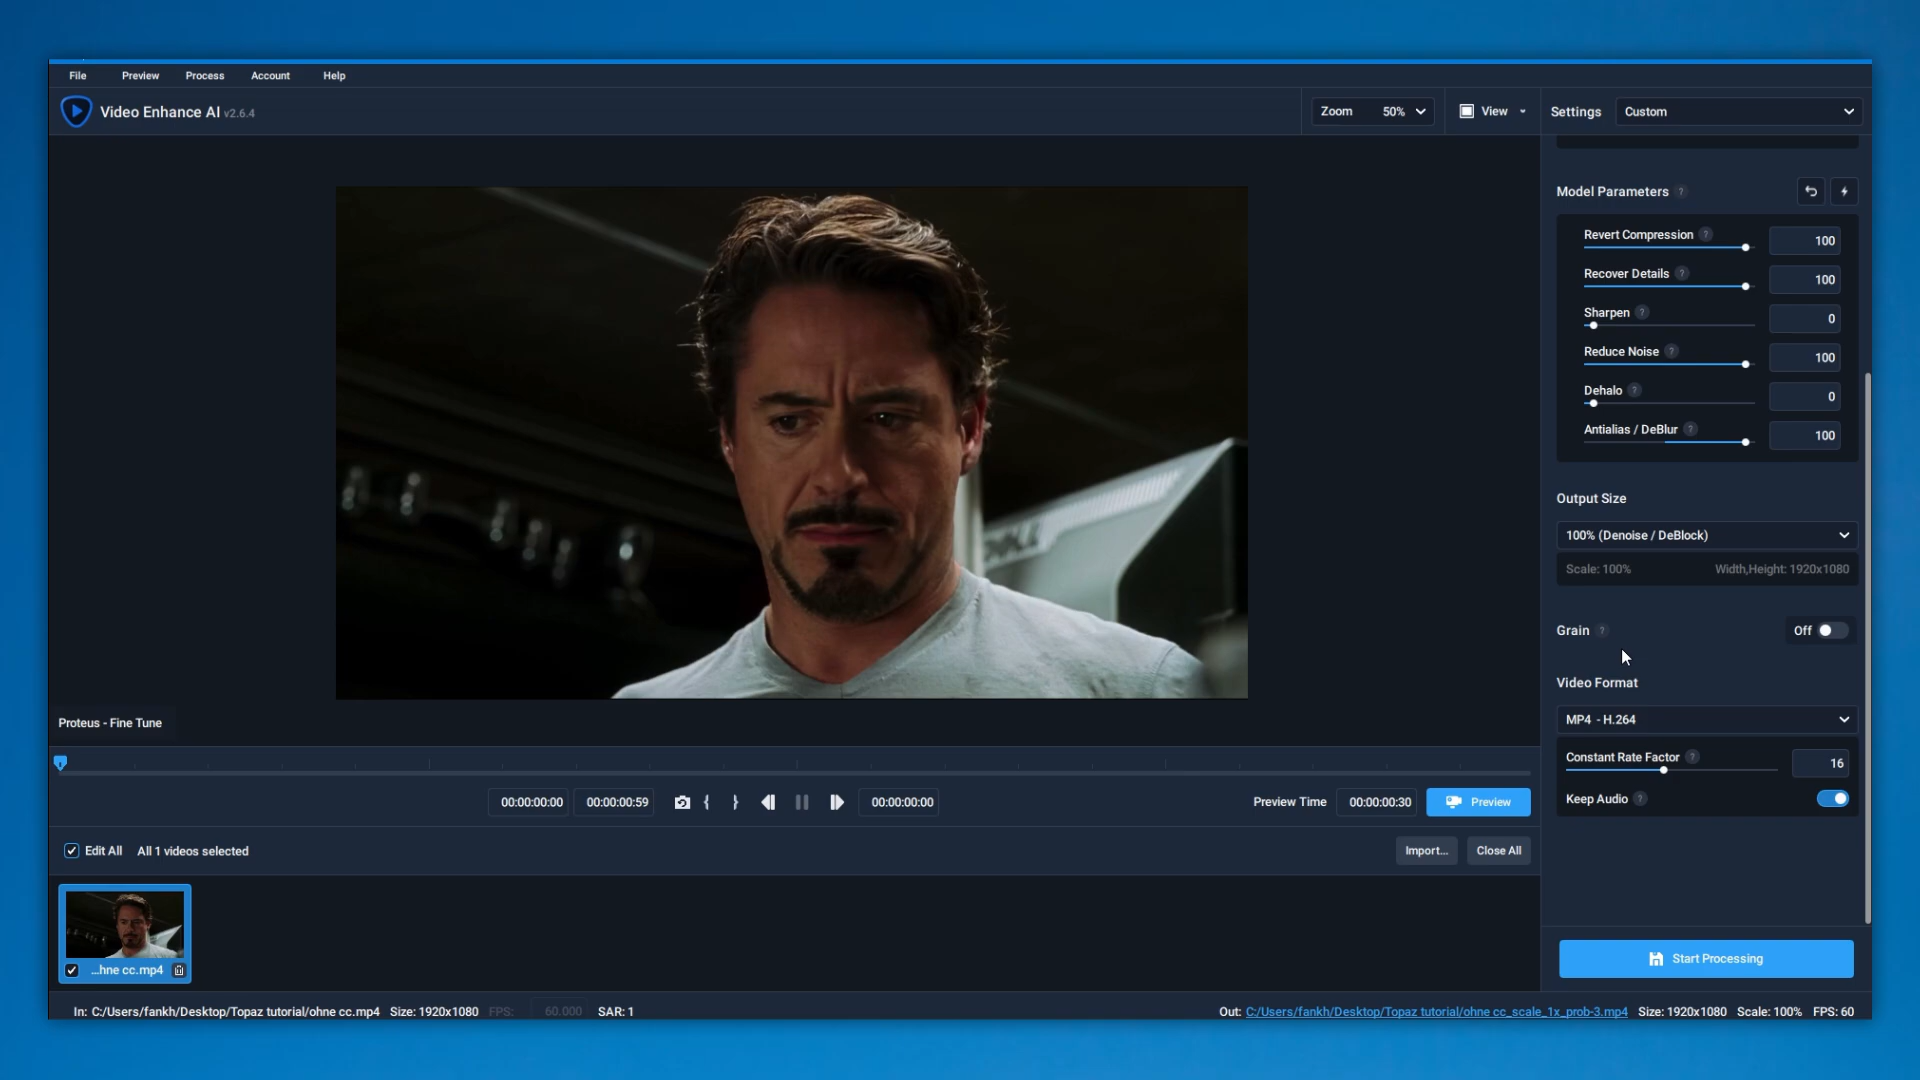 File Preview Process Account Help
Video Enhance AI v2.6.4
Zoom 50% View Settings Custom
Model Parameters ?
Revert Compression ? 100
Recover Details ? 100
Sharpen ? 0
Reduce Noise ? 100
Dehalo ? 0
Antialias / DeBlur ? 100
Output Size
100% (Denoise / DeBlock)
Scale: 100% Width,Height: 1920x1080
Grain ? Off
Video Format
MP4 - H.264
Constant Rate Factor ? 16
Keep Audio ?
Start Processing
Proteus - Fine Tune
00:00:00:00 00:00:00:59 { } 00:00:00:00 Preview Time 00:00:00:30 Preview
Edit All All 1 videos selected Import... Close All
...hne cc.mp4
In: C:/Users/fankh/Desktop/Topaz tutorial/ohne cc.mp4 Size: 1920x1080 FPS: 60.000 SAR: 1 Out: C:/Users/fankh/Desktop/Topaz tutorial/ohne cc_scale_1x_prob-3.mp4 Size: 1920x1080 Scale: 100% FPS: 60